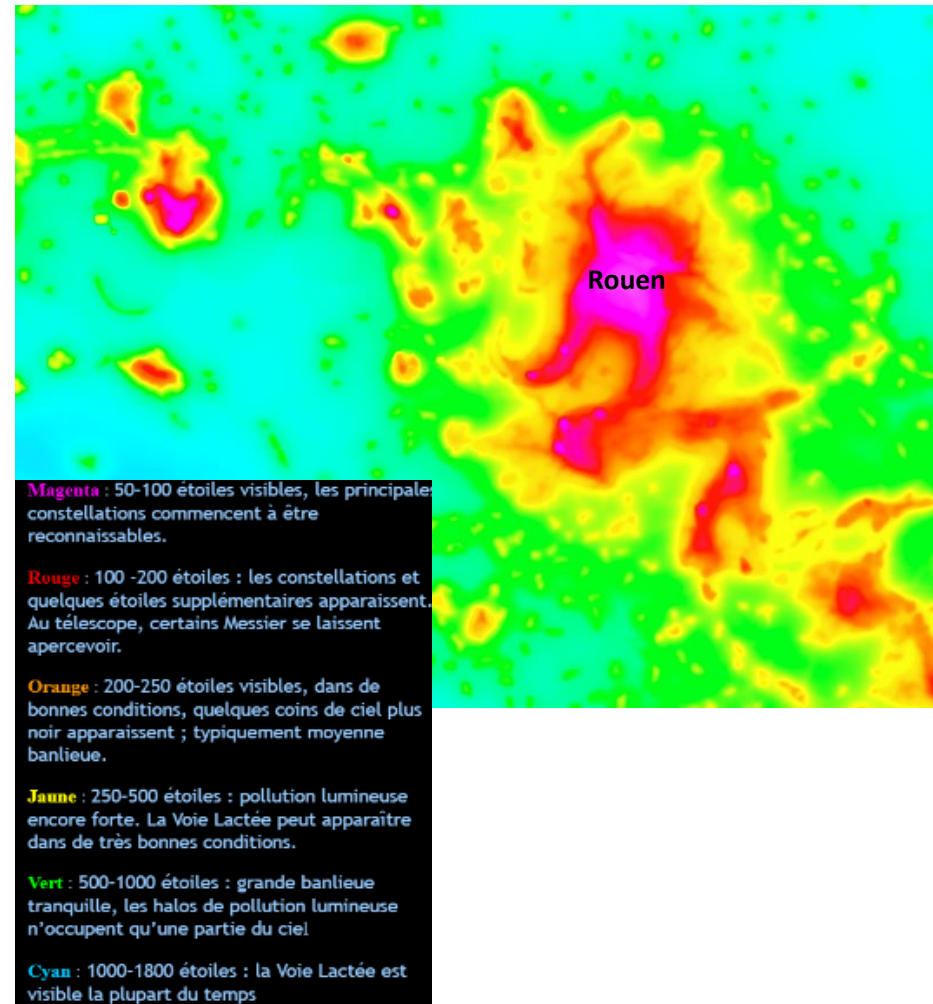 Rouen
Magenta : 50-100 étoiles visibles, les principales
constellations commencent à être
reconnaissables.
Rouge : 100 -200 étoiles : les constellations et
quelques étoiles supplémentaires apparaissent.
Au télescope, certains Messier se laissent
apercevoir.
Orange : 200-250 étoiles visibles, dans de
bonnes conditions, quelques coins de ciel plus
noir apparaissent ; typiquement moyenne
banlieue.
Jaune : 250-500 étoiles : pollution lumineuse
encore forte. La Voie Lactée peut apparaître
dans de très bonnes conditions.
Vert : 500-1000 étoiles : grande banlieue
tranquille, les halos de pollution lumineuse
n'occupent qu'une partie du ciel
Cyan : 1000-1800 étoiles : la Voie Lactée est
visible la plupart du temps